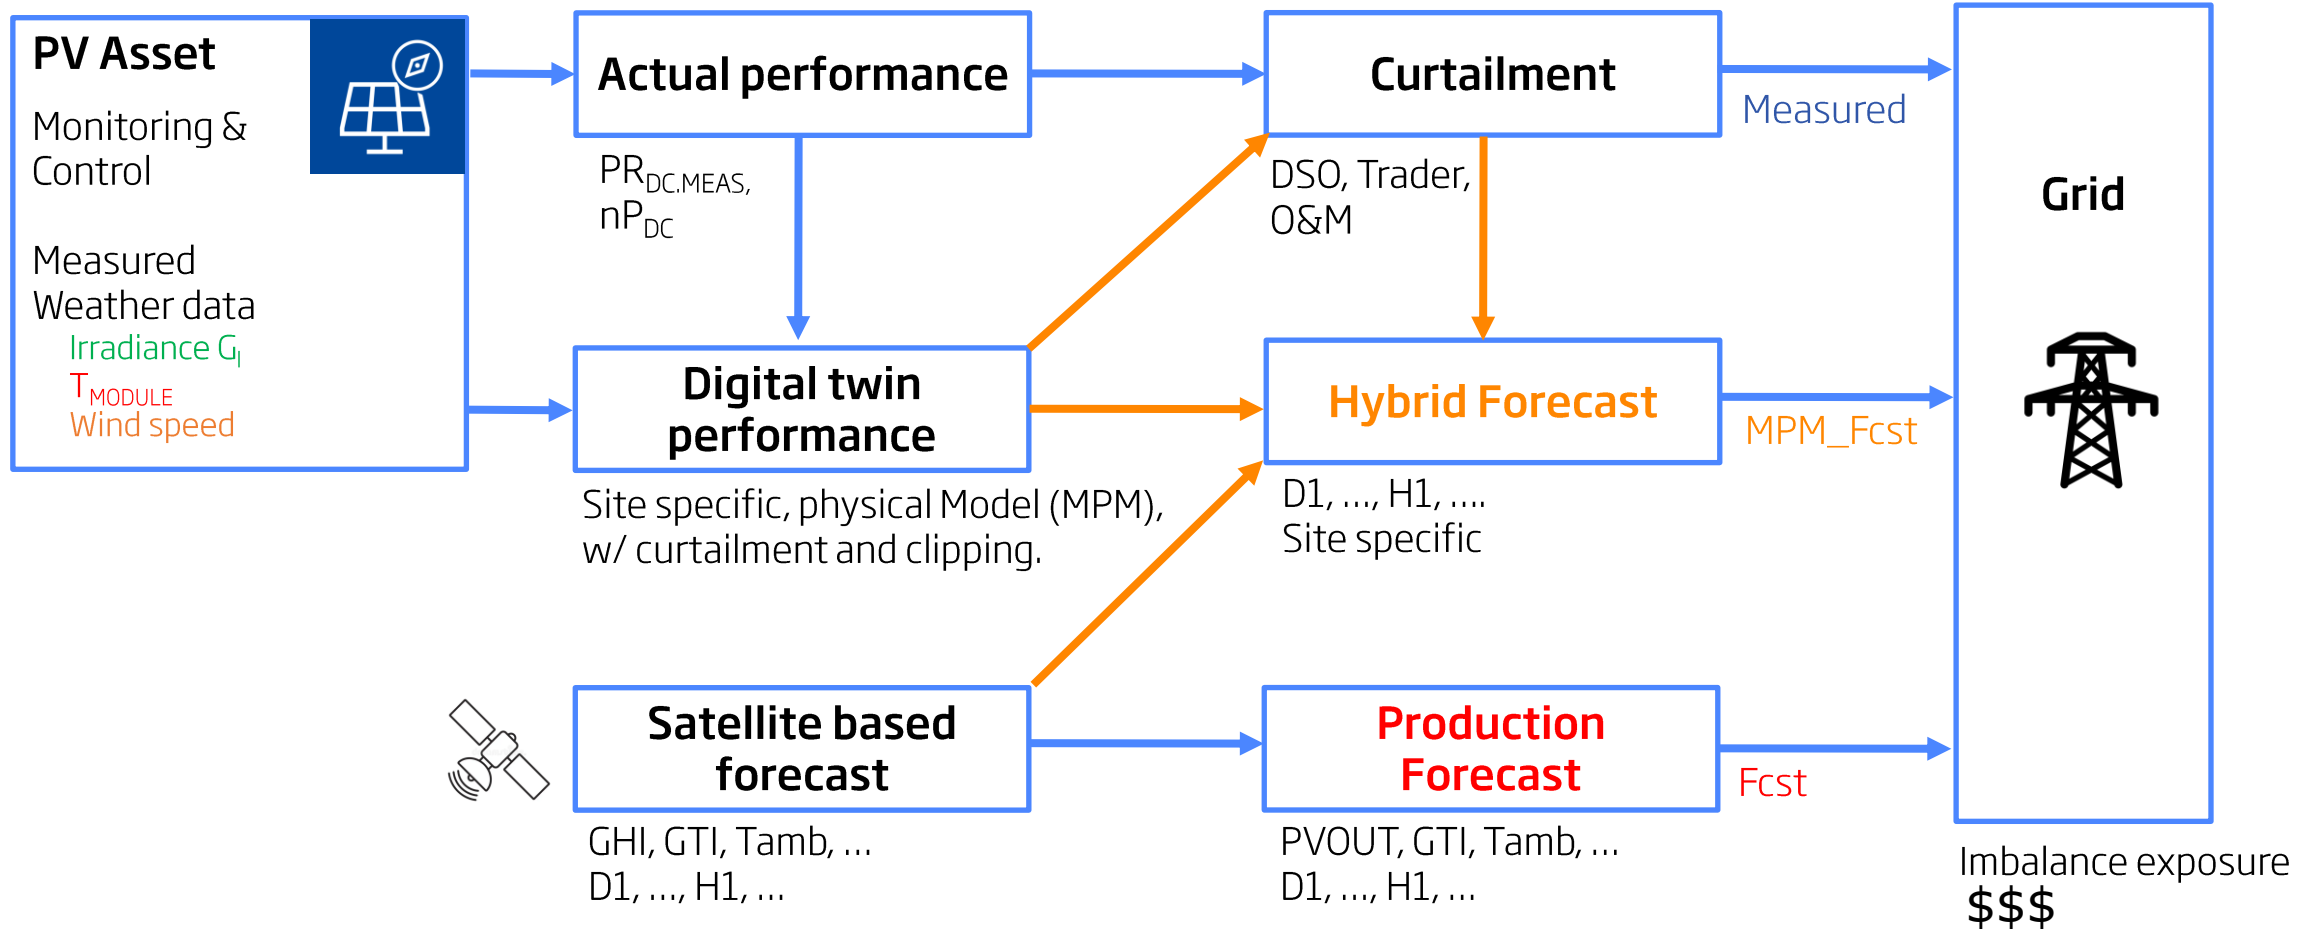 PV Asset
Monitoring &
Control
Measured
Weather data
Irradiance GI
TMODULE
Wind speed
Actual performance
PRDC.MEAS,
nPDC
Digital twin
performance
Site specific, physical Model (MPM),
w/ curtailment and clipping.
Satellite based
forecast
GHI, GTI, Tamb, ...
D1, ..., H1, ...
Curtailment
DSO, Trader,
O&M
Hybrid Forecast
D1, ..., H1, ....
Site specific
Production
Forecast
PVOUT, GTI, Tamb, ...
D1, ..., H1, ...
Measured
MPM_Fcst
Fcst
Grid
Imbalance exposure
$$$